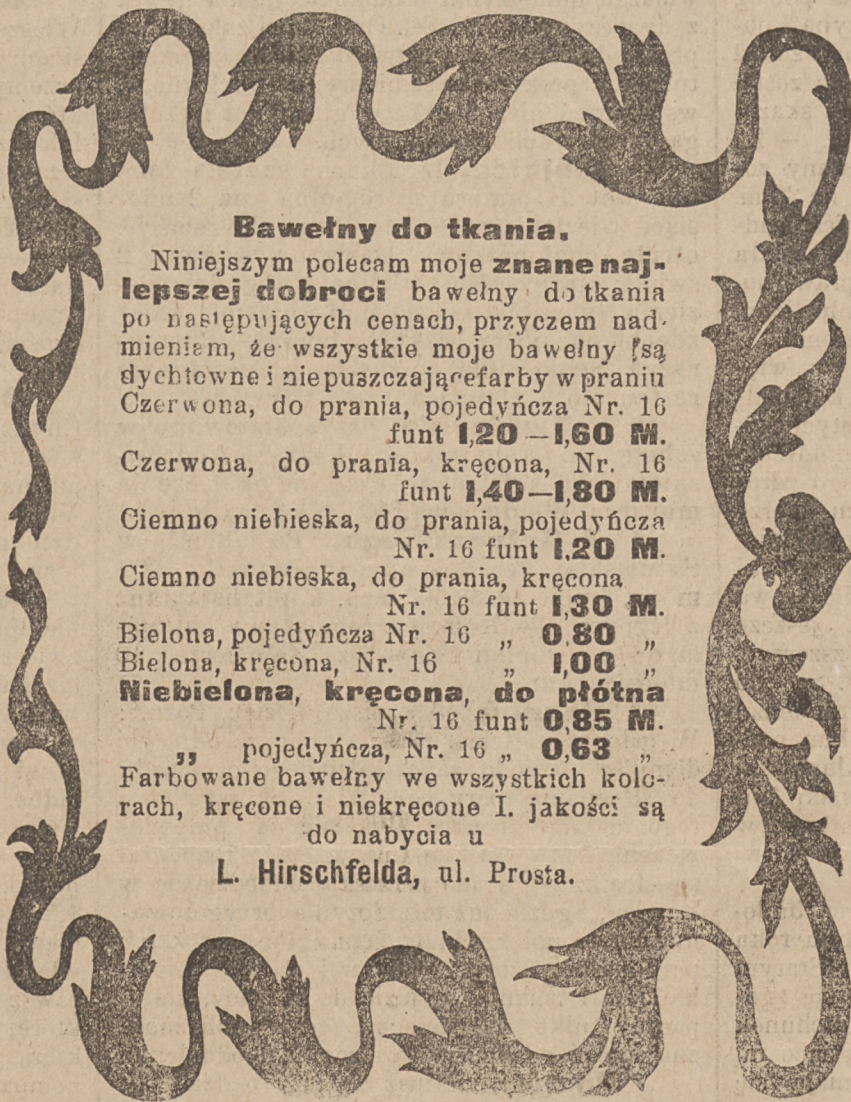 Bawełny do tkania.
Niniejszym polecam moje znane naj-
lepszej dobroci bawełny do tkania
po następujących cenach, przyczem nad-
mieniam, że wszystkie moje bawełny są
dychtowne i niepuszczające farby w praniu
Czerwona, do prania, pojedyńcza Nr. 16
funt 1,20—1,60 M.
Czerwona, do prania, kręcona, Nr. 16
funt 1,40—1,80 M.
Ciemno niebieska, do prania, pojedyńcza
Nr. 16 funt 1,20 M.
Ciemno niebieska, do prania, kręcona
Nr. 16 funt 1,30 M.
Bielona, pojedyńcza Nr. 16 „ 0,80 „
Bielona, kręcona, Nr. 16 „ 1,00 „
Niebielona, kręcona, do płótna
Nr. 16 funt 0,85 M.
„ pojedyńcza, Nr. 16 „ 0,63 „
Farbowane bawełny we wszystkich kolo-
rach, kręcone i niekręcone I. jakości są
do nabycia u
L. Hirschfelda, ul. Prosta.